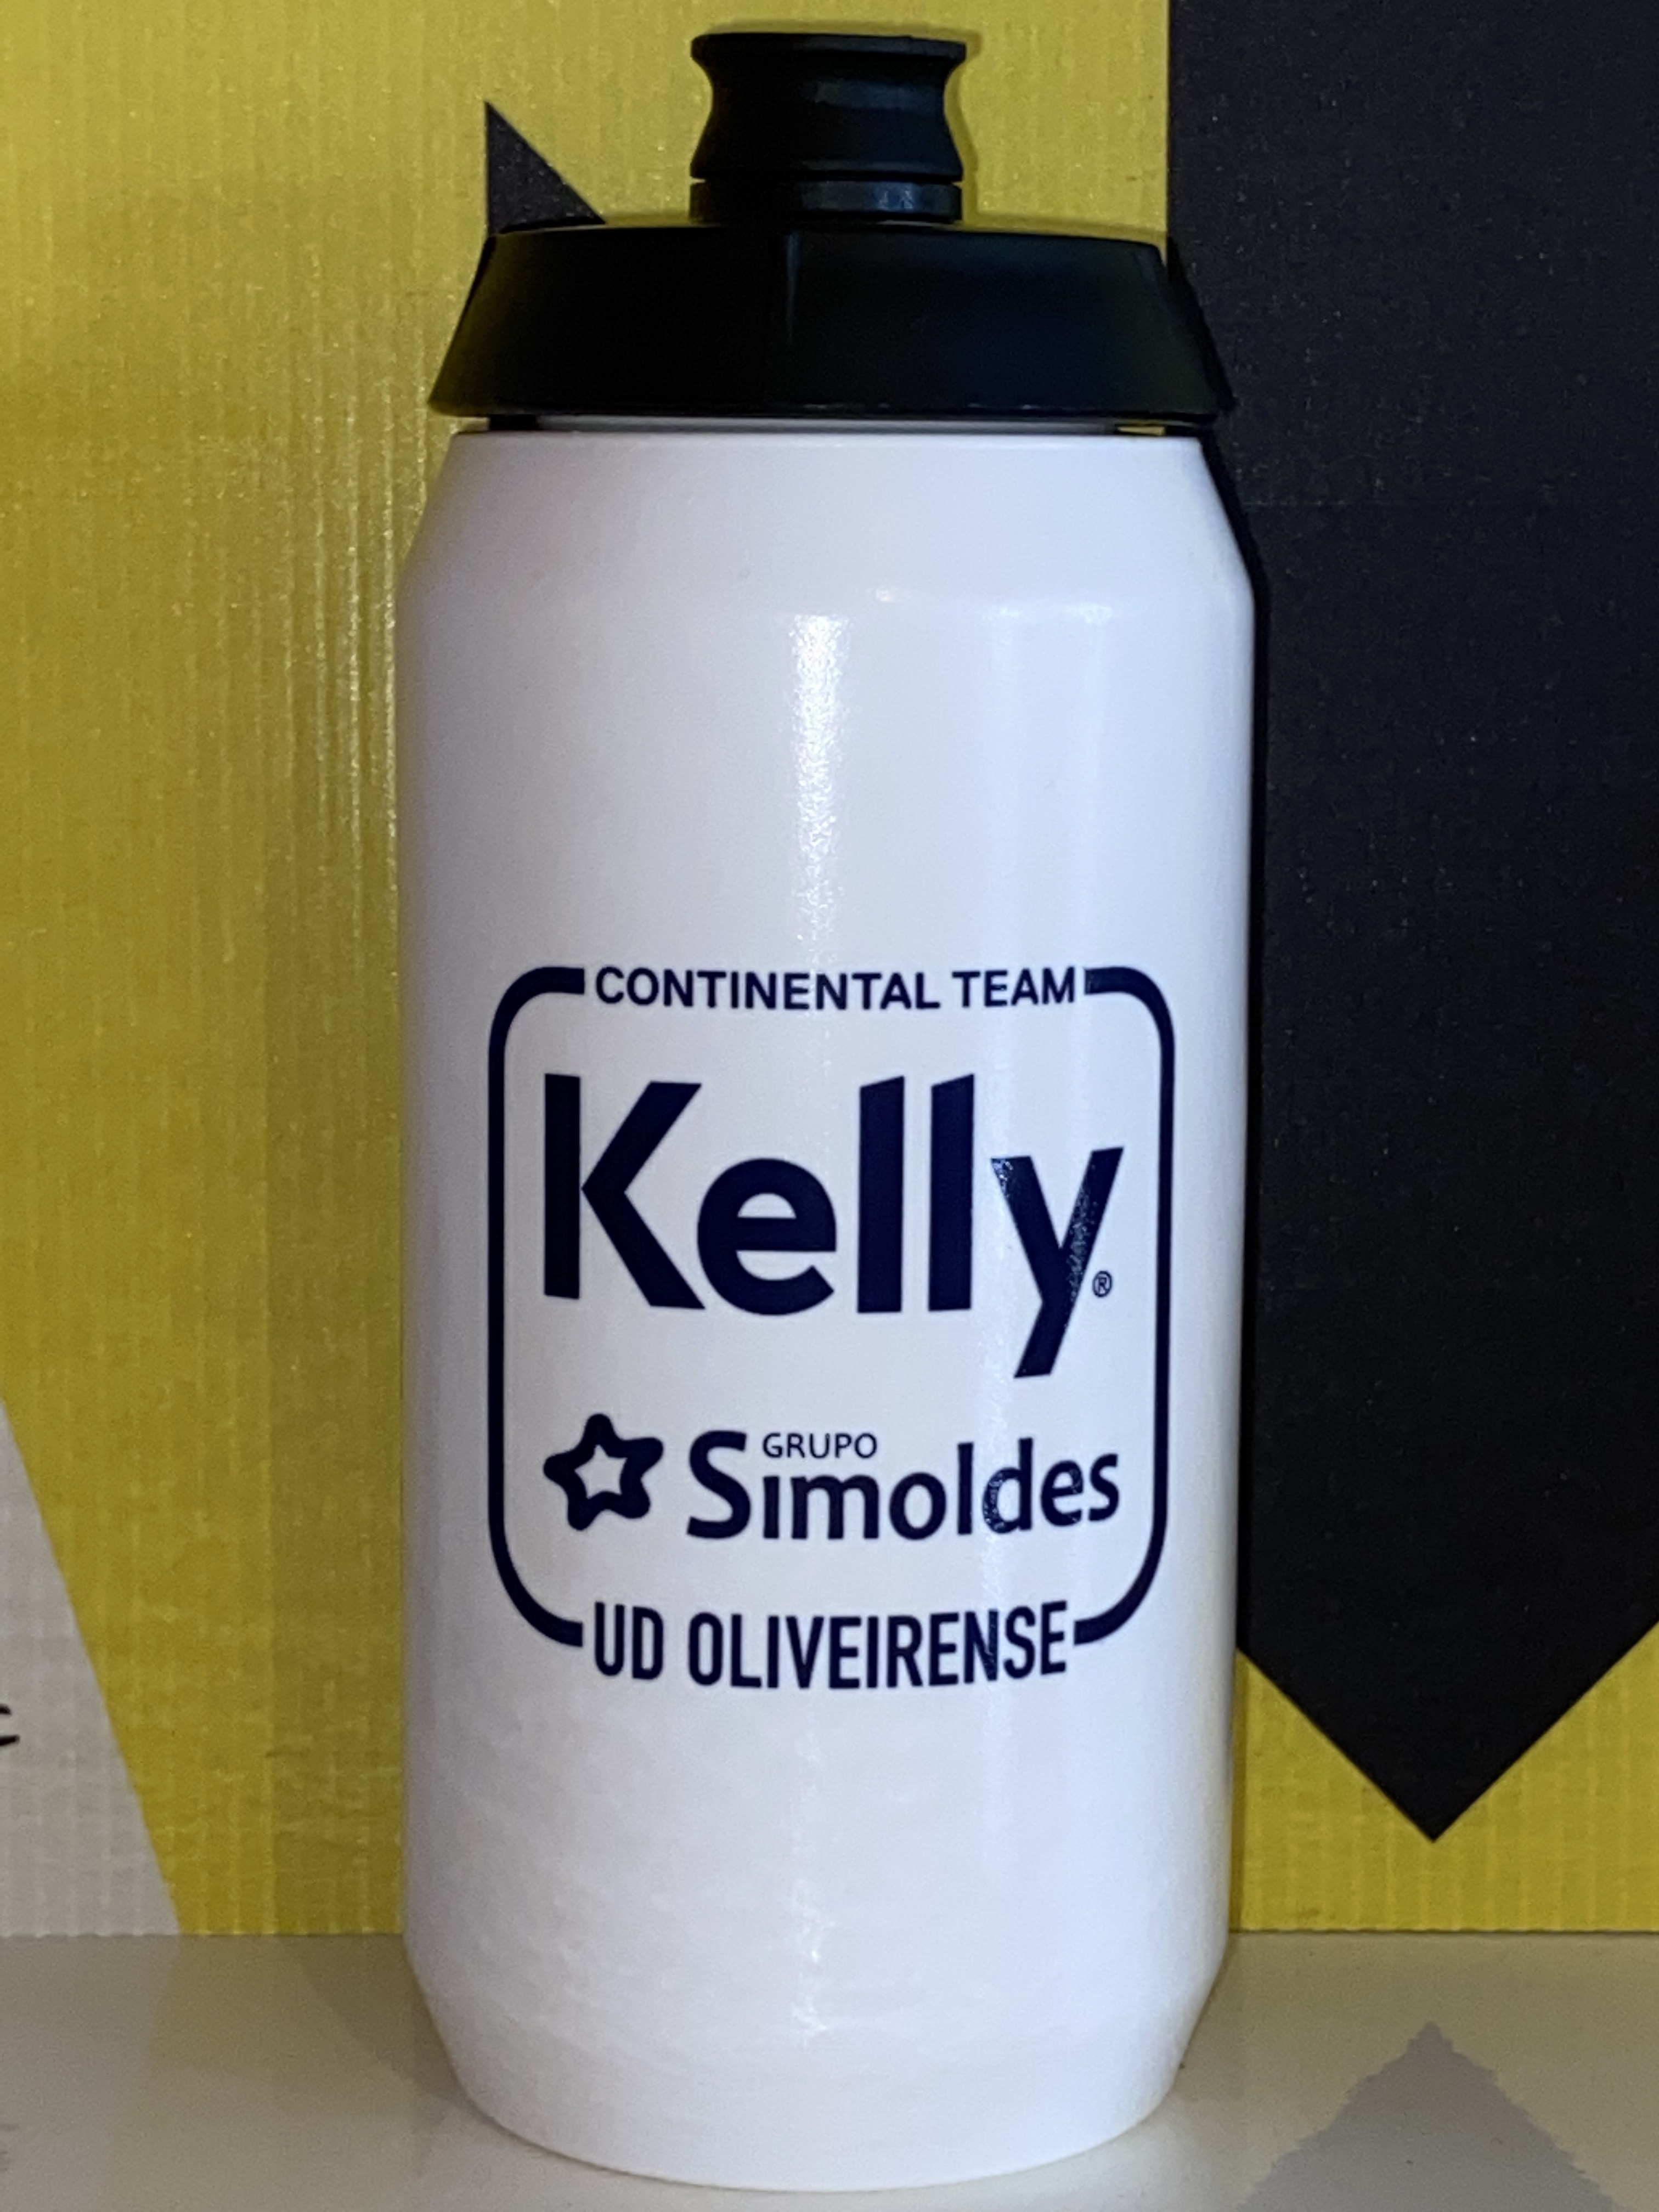 CONTINENTAL TEAM
Kelly®
GRUPO
Simoldes
UD OLIVEIRENSE